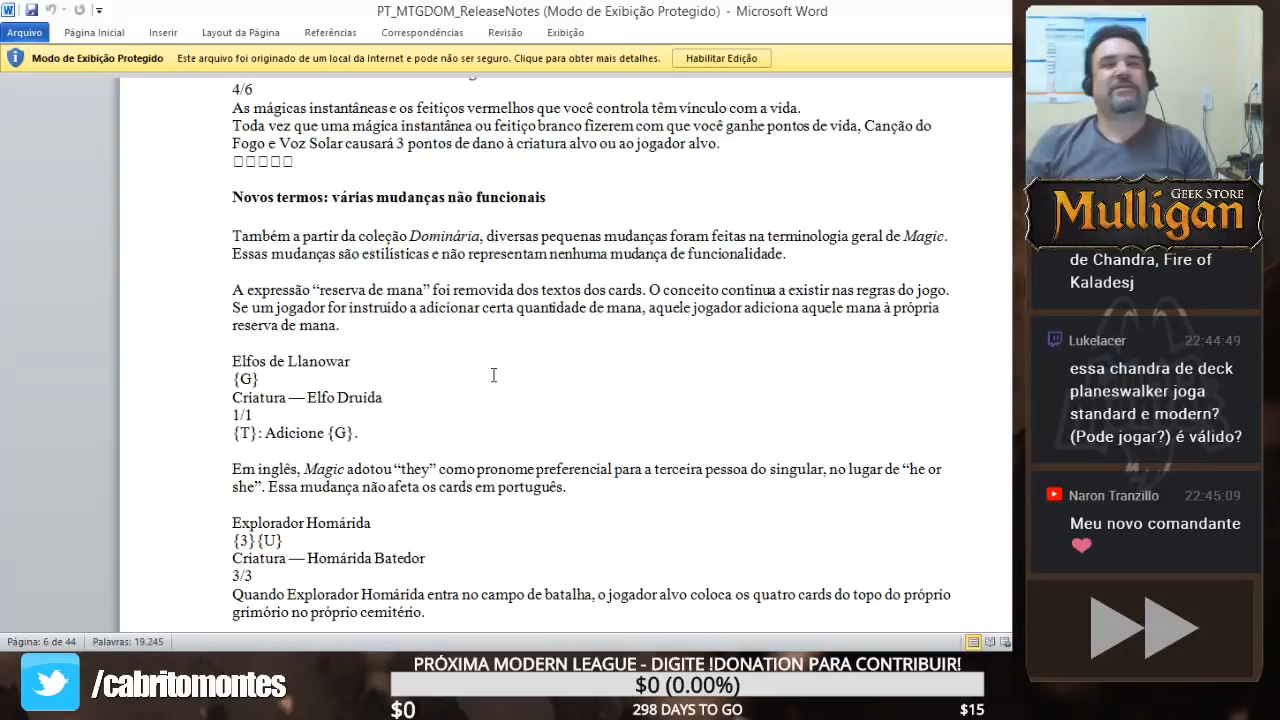 PT_MTGDOM_ReleaseNotes (Modo de Exibição Protegido) - Microsoft Word
Arquivo Página Inicial Inserir Layout da Página Referências Correspondências Revisão Exibição
Modo de Exibição Protegido Este arquivo foi originado de um local da Internet e pode não ser seguro. Clique para obter mais detalhes. Habilitar Edição
4/6
As mágicas instantâneas e os feitiços vermelhos que você controla têm vínculo com a vida.
Toda vez que uma mágica instantânea ou feitiço branco fizerem com que você ganhe pontos de vida, Canção do
Fogo e Voz Solar causará 3 pontos de dano à criatura alvo ou ao jogador alvo.
Novos termos: várias mudanças não funcionais
Também a partir da coleção Dominária, diversas pequenas mudanças foram feitas na terminologia geral de Magic.
Essas mudanças são estilísticas e não representam nenhuma mudança de funcionalidade.
A expressão “reserva de mana” foi removida dos textos dos cards. O conceito continua a existir nas regras do jogo.
Se um jogador for instruído a adicionar certa quantidade de mana, aquele jogador adiciona aquele mana à própria
reserva de mana.
Elfos de Llanowar
{G}
Criatura — Elfo Druida
1/1
{T}: Adicione {G}.
Em inglês, Magic adotou “they” como pronome preferencial para a terceira pessoa do singular, no lugar de “he or
she”. Essa mudança não afeta os cards em português.
Explorador Homárida
{3}{U}
Criatura — Homárida Batedor
3/3
Quando Explorador Homárida entra no campo de batalha, o jogador alvo coloca os quatro cards do topo do próprio
grimório no próprio cemitério.
Página: 6 de 44 Palavras: 19.245
Mulligan
GEEK STORE
de Chandra, Fire of
Kaladesj
Lukelacer 22:44:49
essa chandra de deck
planeswalker joga
standard e modern?
(Pode jogar?) é válido?
Naron Tranzillo 22:45:09
Meu novo comandante
/cabritomontes
PRÓXIMA MODERN LEAGUE - DIGITE !DONATION PARA CONTRIBUIR!
$0 (0.00%)
$0 298 DAYS TO GO $15